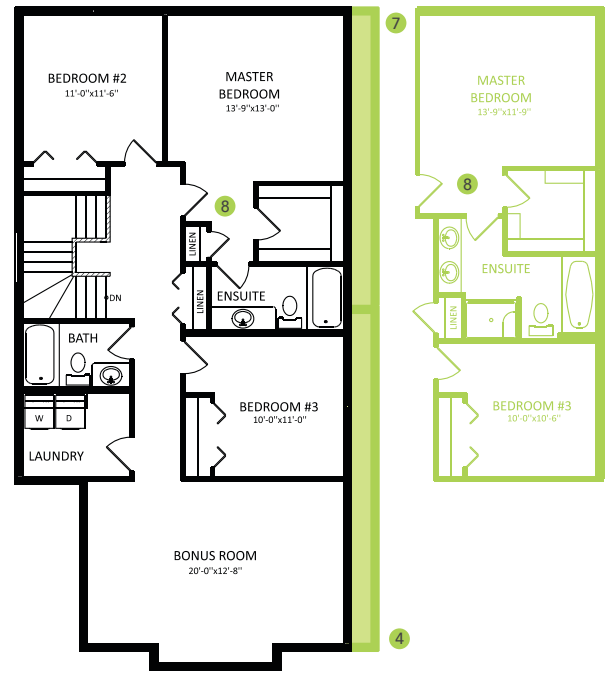 BEDROOM #2
11'-0"x11'-6"
MASTER
BEDROOM
13'-9"x13'-0"
7
8
LINEN
LINEN
ENSUITE
DN
BATH
W
D
LAUNDRY
BEDROOM #3
10'-0"x11'-0"
BONUS ROOM
20'-0"x12'-8"
4
MASTER
BEDROOM
13'-9"x11'-9"
8
ENSUITE
LINEN
BEDROOM #3
10'-0"x10'-6"